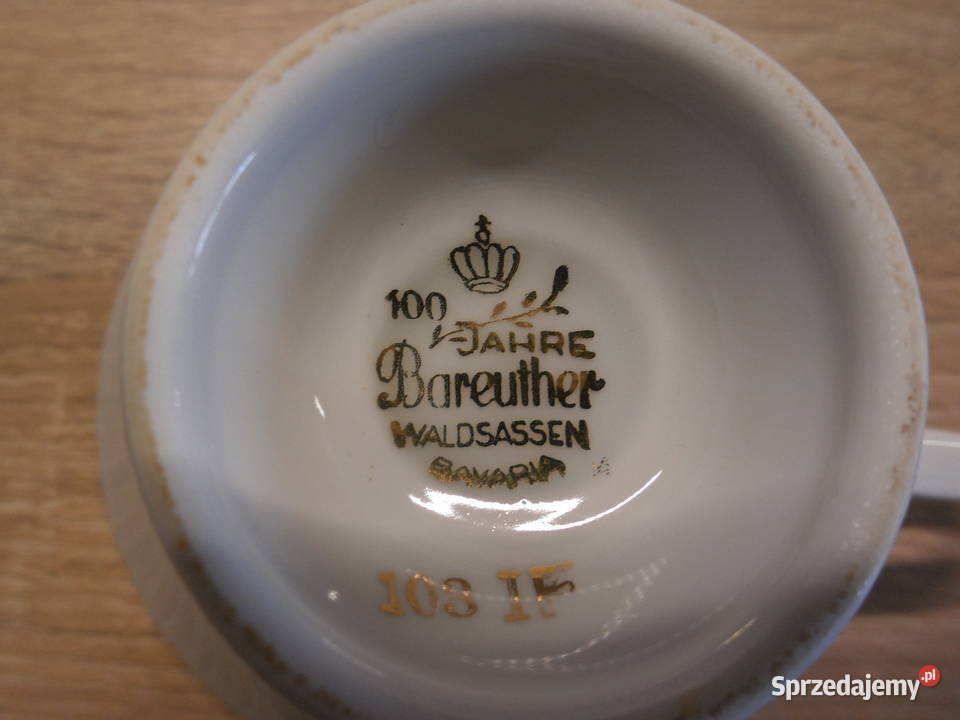 100
JAHRE
Bareuther
WALDSASSEN
BAVARIA
103 IF
Sprzedajemy.pl